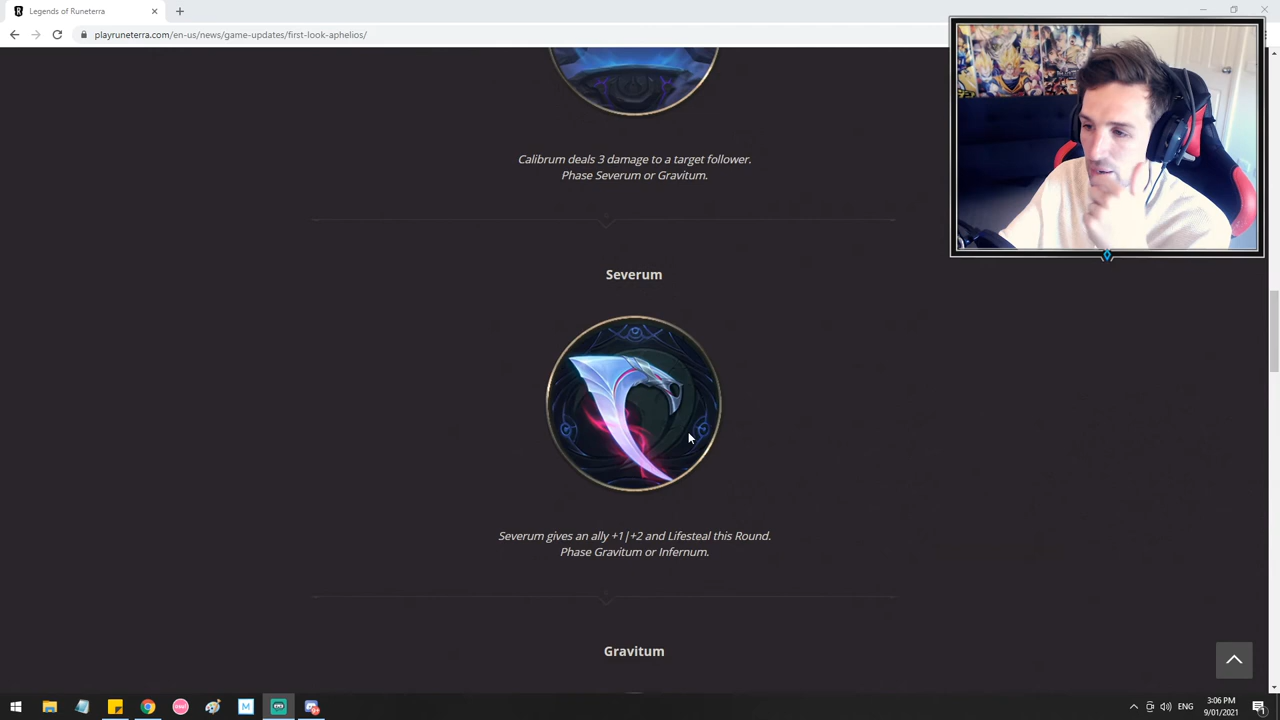 Legends of Runeterra
playruneterra.com/en-us/news/game-updates/first-look-aphelios/
Calibrum deals 3 damage to a target follower.
Phase Severum or Gravitum.
Severum
Severum gives an ally +1|+2 and Lifesteal this Round.
Phase Gravitum or Infernum.
Gravitum
M
ENG
3:06 PM
9/01/2021
1